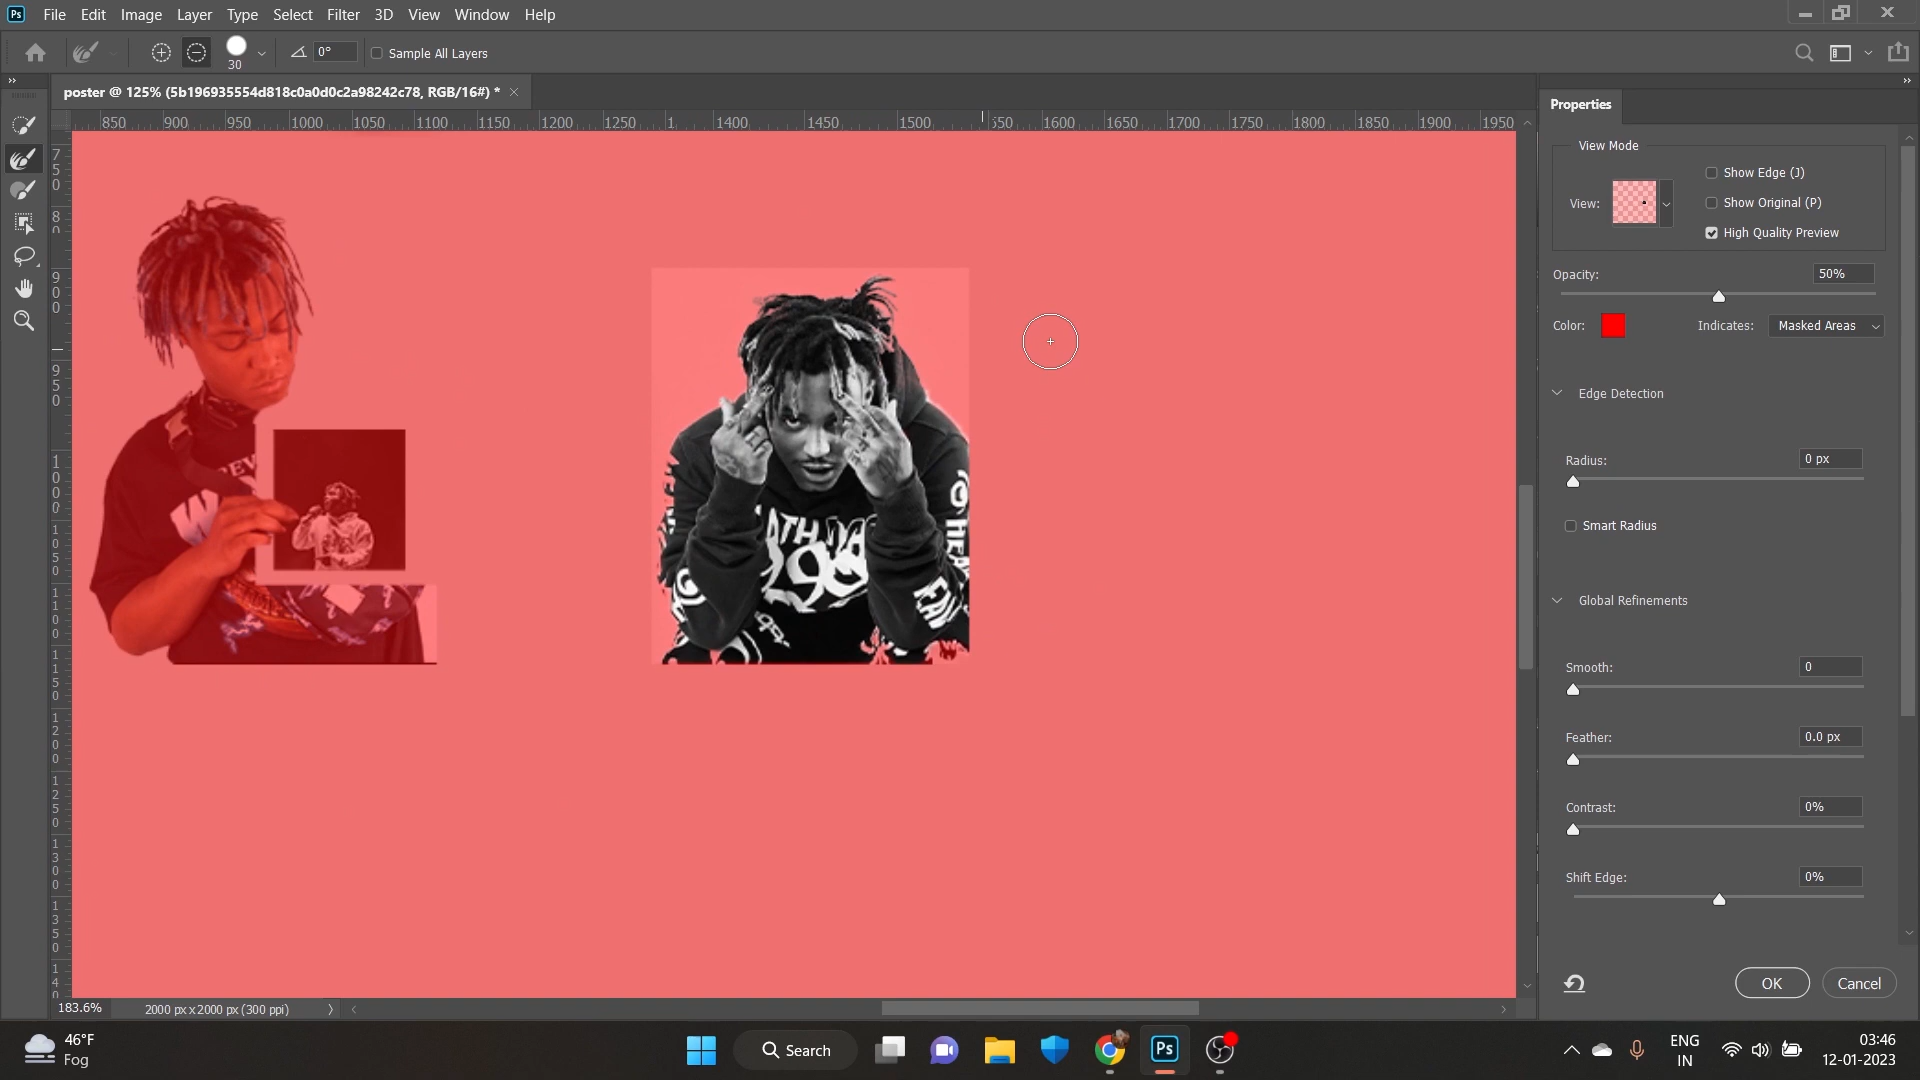 Ps File Edit Image Layer Type Select Filter 3D View Window Help
30 0° Sample All Layers
poster @ 125% (5b196935554d818c0a0d0c2a98242c78, RGB/16#) *
850 900 950 1000 1050 1100 1150 1200 1250 1 1400 1450 1500 550 1600 1650 1700 1750 1800 1850 1900 1950
Properties
View Mode
View:
Show Edge (J)
Show Original (P)
High Quality Preview
Opacity: 50%
Color: Indicates: Masked Areas
Edge Detection
Radius: 0 px
Smart Radius
Global Refinements
Smooth: 0
Feather: 0.0 px
Contrast: 0%
Shift Edge: 0%
OK Cancel
183.6% 2000 px x 2000 px (300 ppi)
46°F
Fog
Search
Ps
ENG
IN
03:46
12-01-2023